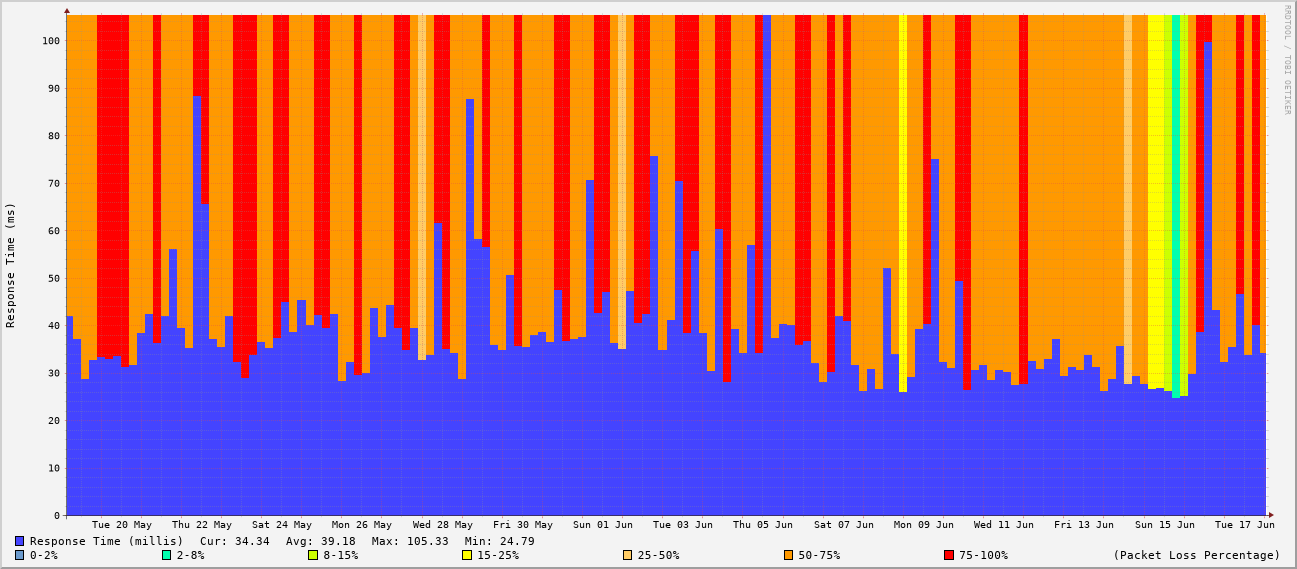 RRDTOOL / TOBI OETIKER
Response Time (ms)
100
90
80
70
60
50
40
30
20
10
0
Tue 20 May Thu 22 May Sat 24 May Mon 26 May Wed 28 May Fri 30 May Sun 01 Jun Tue 03 Jun Thu 05 Jun Sat 07 Jun Mon 09 Jun Wed 11 Jun Fri 13 Jun Sun 15 Jun Tue 17 Jun
Response Time (millis) Cur: 34.34 Avg: 39.18 Max: 105.33 Min: 24.79
0-2% 2-8% 8-15% 15-25% 25-50% 50-75% 75-100% (Packet Loss Percentage)